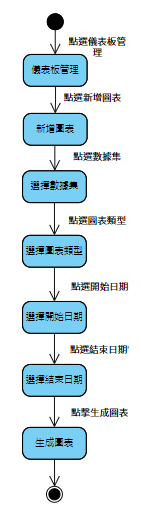 點選儀表板管
理
儀表板管理
點選新增圖表
新增圖表
點選數據集
選擇數據集
點選圖表類型
選擇圖表類型
點選開始日期
選擇開始日期
點選結束日期'
選擇結束日期
點擊生成圖表
生成圖表